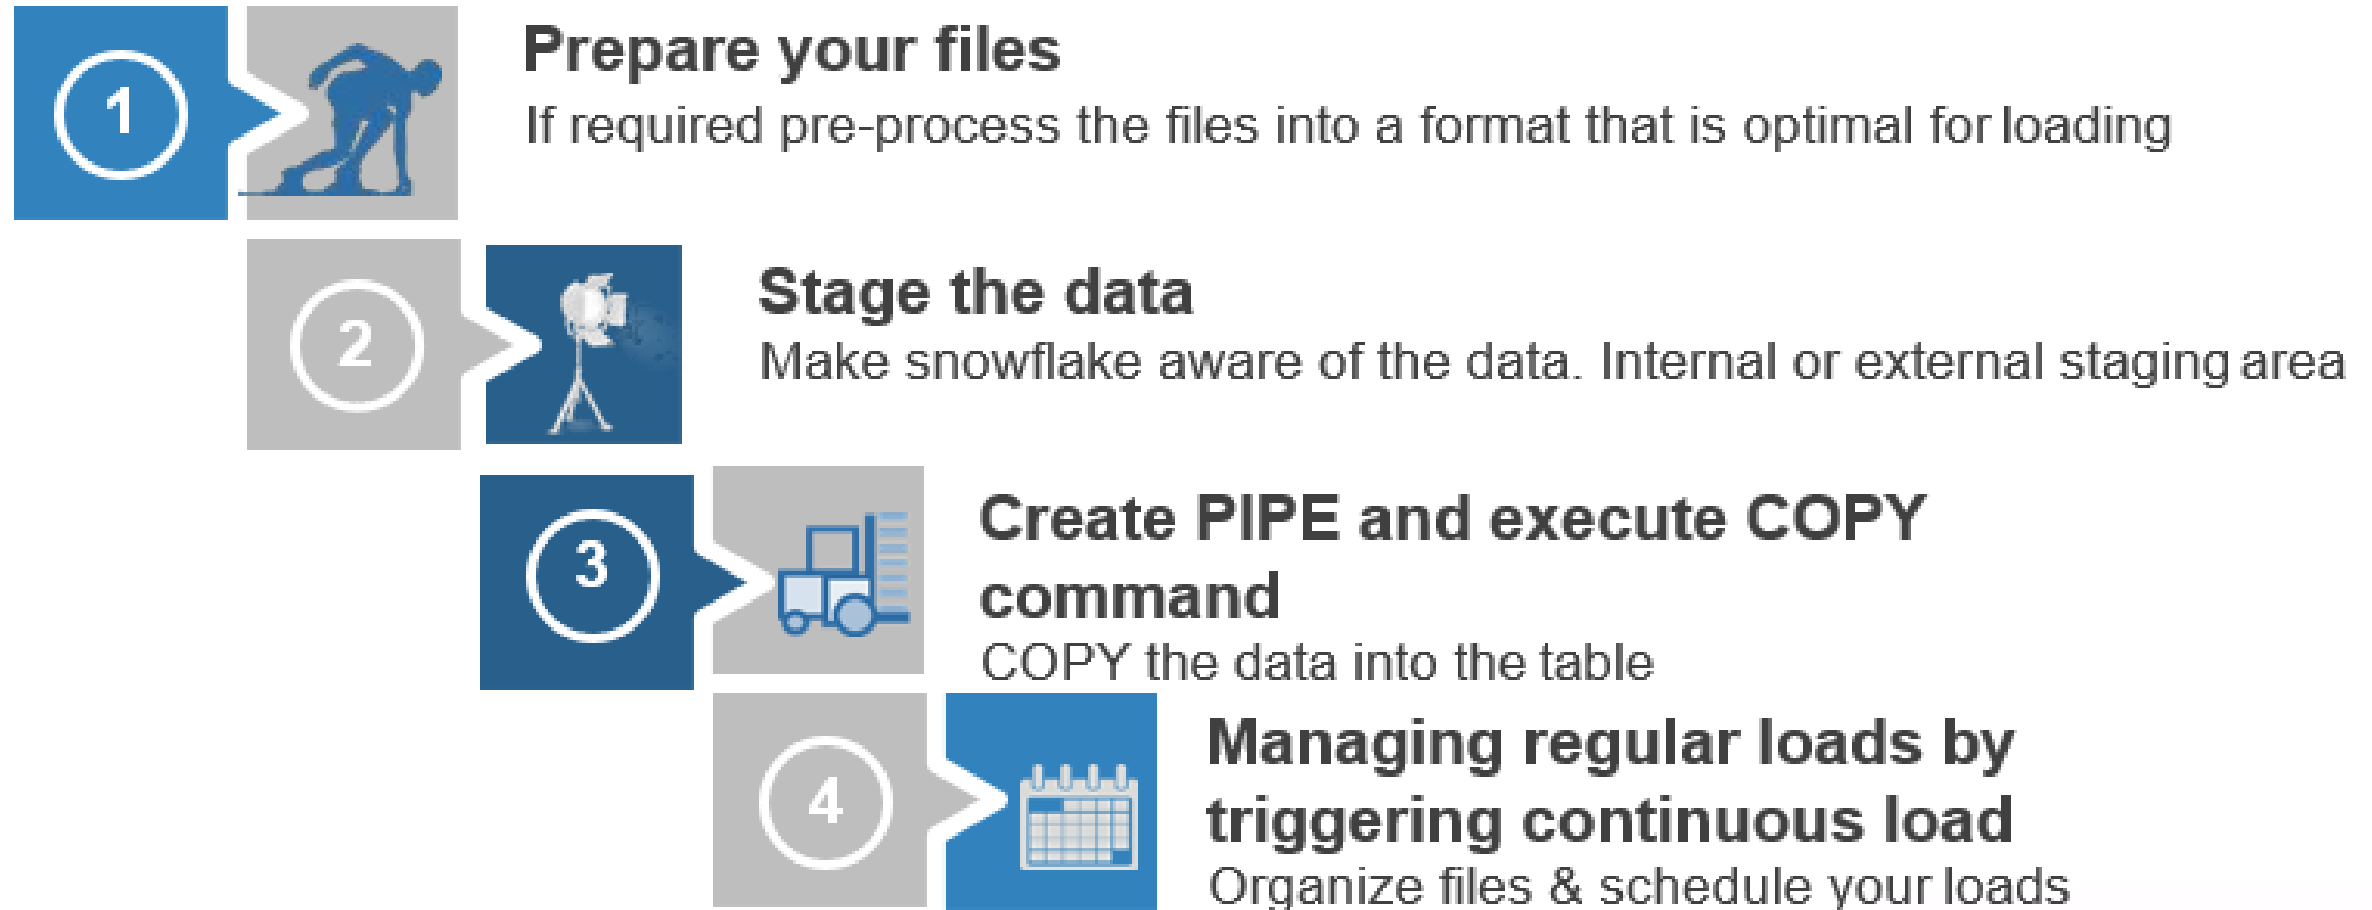 1
Prepare your files
If required pre-process the files into a format that is optimal for loading
2
Stage the data
Make snowflake aware of the data. Internal or external staging area
3
Create PIPE and execute COPY
command
COPY the data into the table
4
Managing regular loads by
triggering continuous load
Organize files & schedule your loads